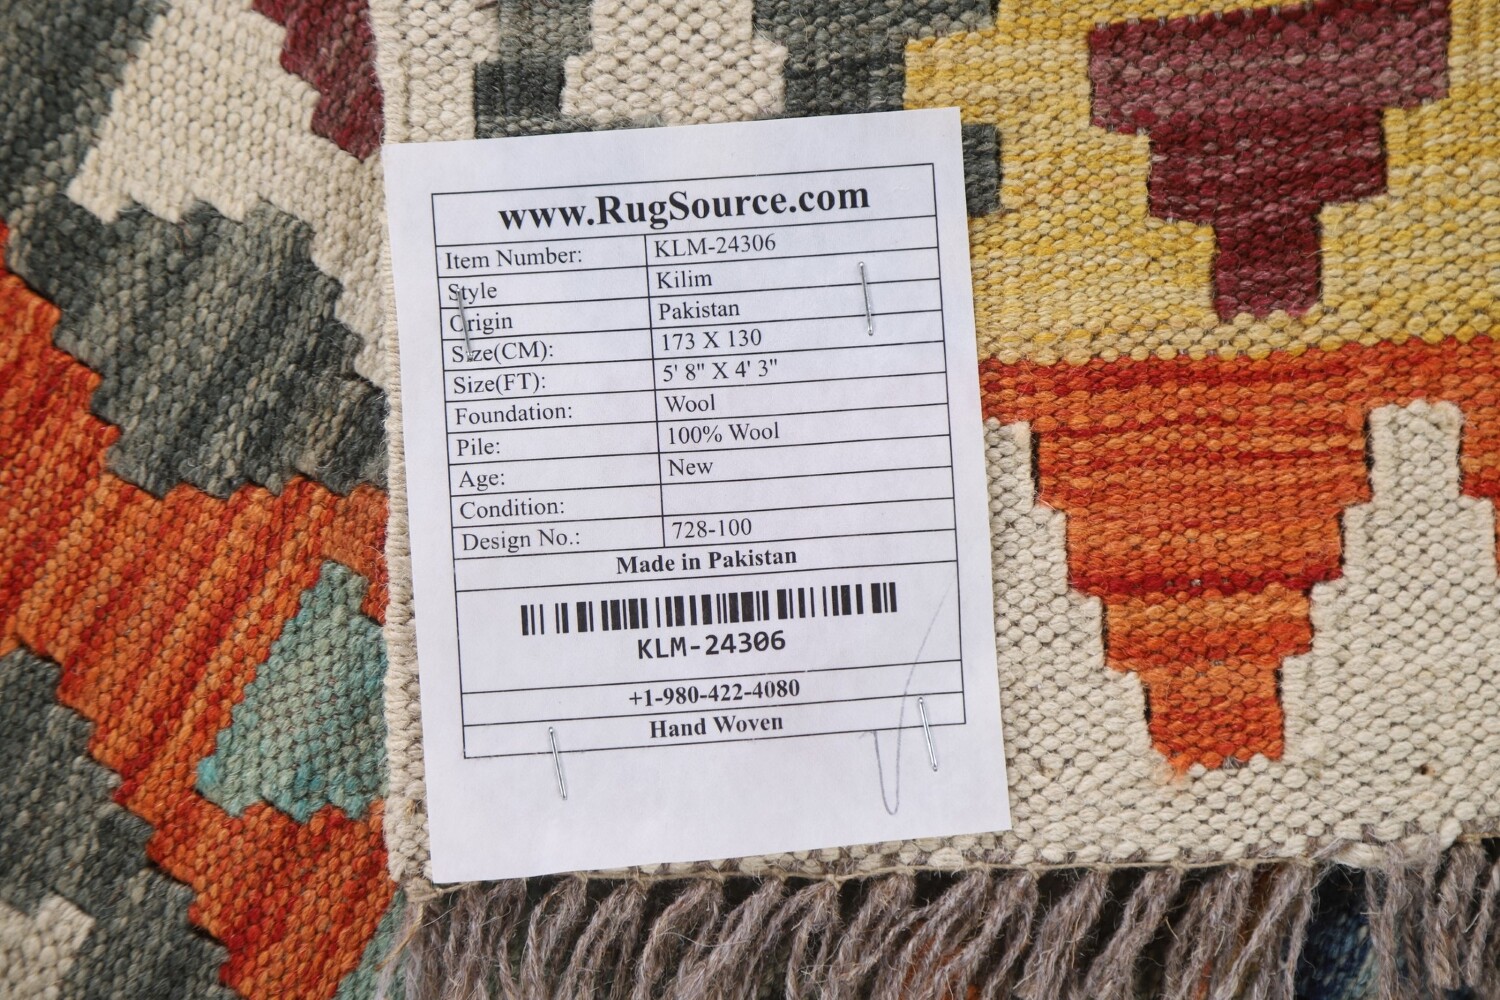 www.RugSource.com
Item Number: KLM-24306
Style Kilim
Origin Pakistan
Size(CM): 173 X 130
Size(FT): 5' 8" X 4' 3"
Foundation: Wool
Pile: 100% Wool
Age: New
Condition:
Design No.: 728-100
Made in Pakistan
KLM-24306
+1-980-422-4080
Hand Woven